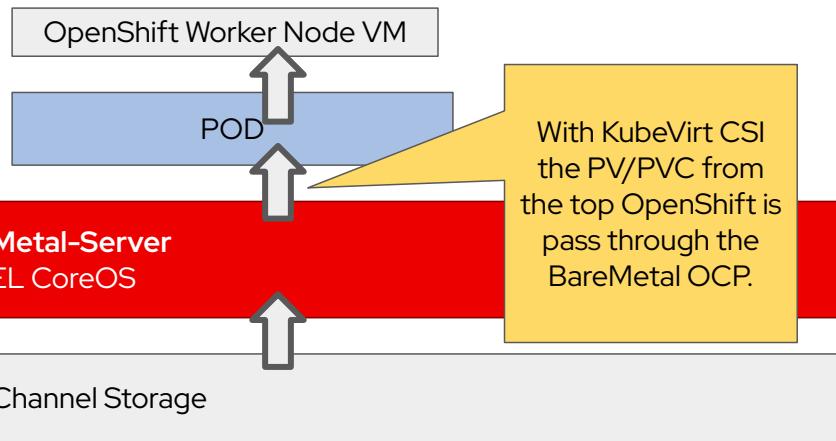 OpenShift Worker Node VM
POD
With KubeVirt CSI
the PV/PVC from
the top OpenShift is
pass through the
BareMetal OCP.
Metal-Server
EL CoreOS
Channel Storage